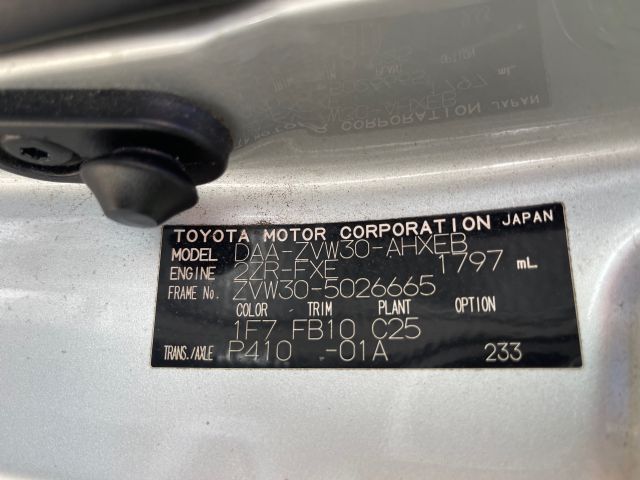 TOYOTA MOTOR CORPORATION JAPAN
MODEL DAA-ZVW30-AHXEB
ENGINE 2ZR-FXE 1797 mL
FRAME No. ZVW30-5026665
COLOR TRIM PLANT OPTION
1F7 FB10 C25
TRANS./AXLE P410 -01A 233